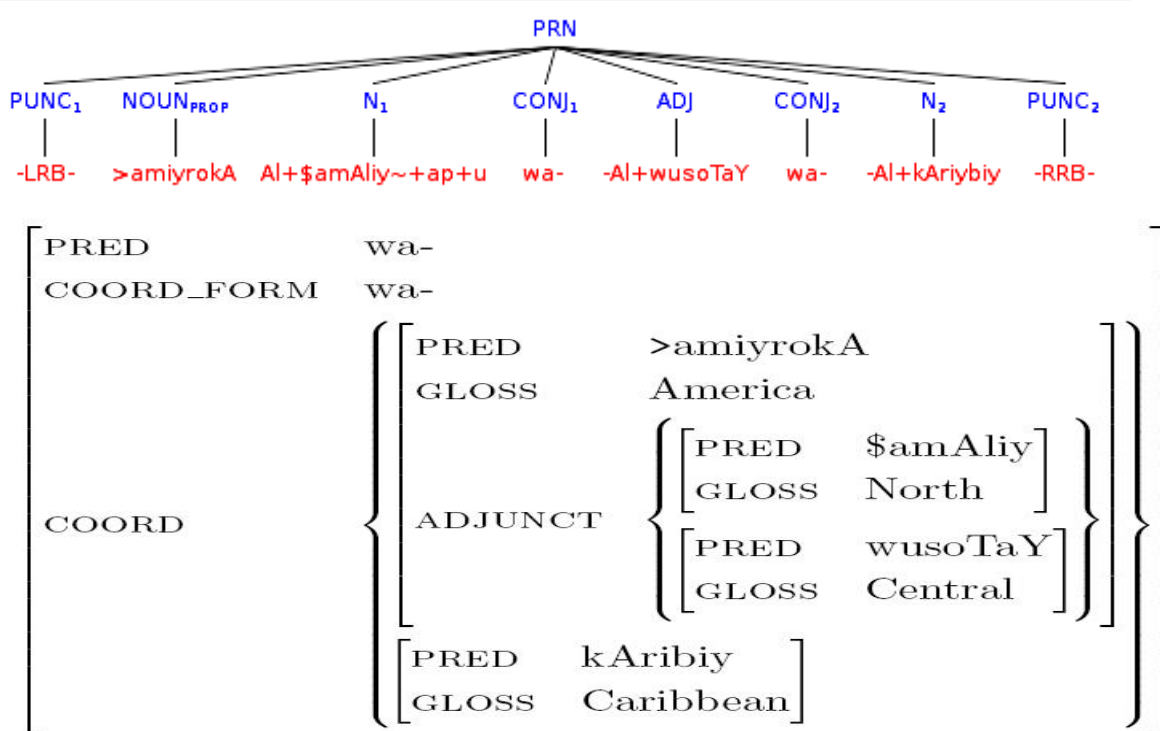 PRN
PUNC₁ NOUN_PROP N₁ CONJ₁ ADJ CONJ₂ N₂ PUNC₂
-LRB- >amiyrokA Al+$amAliy~+ap+u wa- -Al+wusoTaY wa- -Al+kAriybiy -RRB-
PRED wa-
COORD_FORM wa-
PRED >amiyrokA
GLOSS America
PRED $amAliy
GLOSS North
COORD ADJUNCT
PRED wusoTaY
GLOSS Central
PRED kAribiy
GLOSS Caribbean